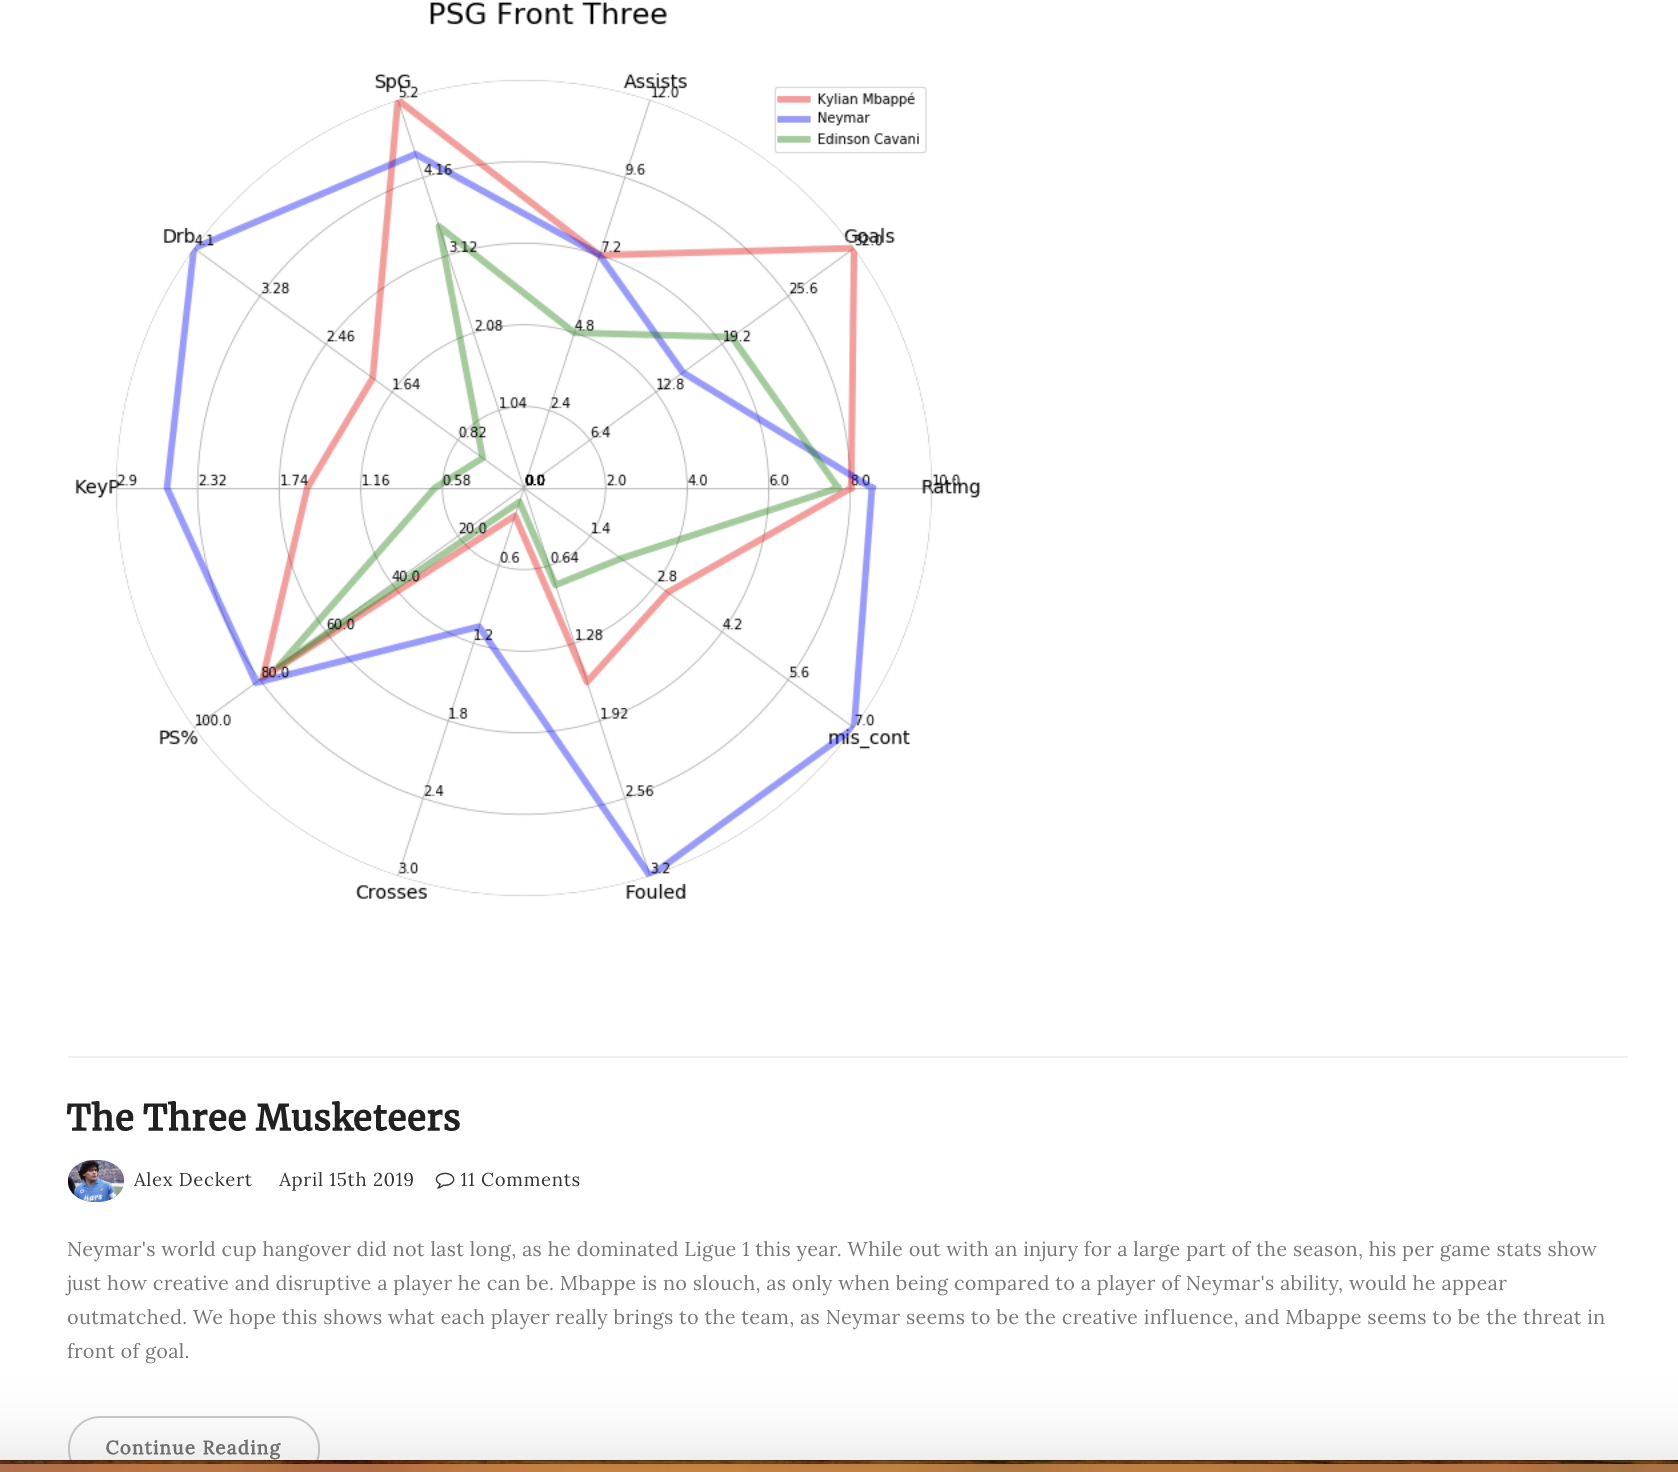 PSG Front Three
SpG
5.2
Assists
12.0
Kylian Mbappé
Neymar
Edinson Cavani
4.16
9.6
Drb
4.1
Goals
32.0
3.12
7.2
3.28
25.6
2.46
2.08
4.8
19.2
1.64
12.8
1.04
2.4
0.82
6.4
KeyP
2.9
2.32
1.74
1.16
0.58
0.0
2.0
4.0
6.0
8.0
10.0
Rating
20.0
1.4
0.6
0.64
40.0
2.8
60.0
4.2
1.2
1.28
80.0
5.6
1.8
1.92
100.0
7.0
PS%
mis_cont
2.4
2.56
3.0
3.2
Crosses
Fouled
The Three Musketeers
Alex Deckert April 15th 2019 11 Comments
Neymar's world cup hangover did not last long, as he dominated Ligue 1 this year. While out with an injury for a large part of the season, his per game stats show
just how creative and disruptive a player he can be. Mbappe is no slouch, as only when being compared to a player of Neymar's ability, would he appear
outmatched. We hope this shows what each player really brings to the team, as Neymar seems to be the creative influence, and Mbappe seems to be the threat in
front of goal.
Continue Reading